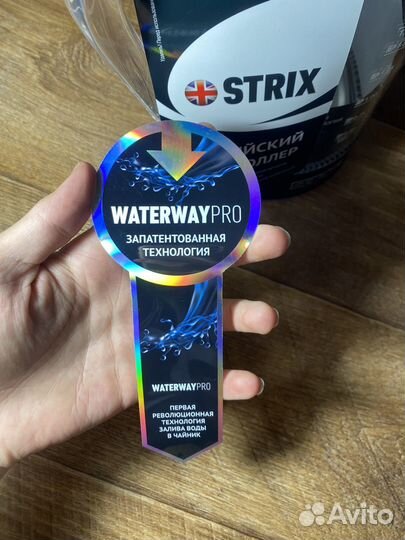 STRIX
ЙСКИЙ
ОЛЛЕР
WATERWAYPRO
ЗАПАТЕНТОВАННАЯ
ТЕХНОЛОГИЯ
WATERWAYPRO
ПЕРВАЯ
РЕВОЛЮЦИОННАЯ
ТЕХНОЛОГИЯ
ЗАЛИВА ВОДЫ
В ЧАЙНИК
Avito